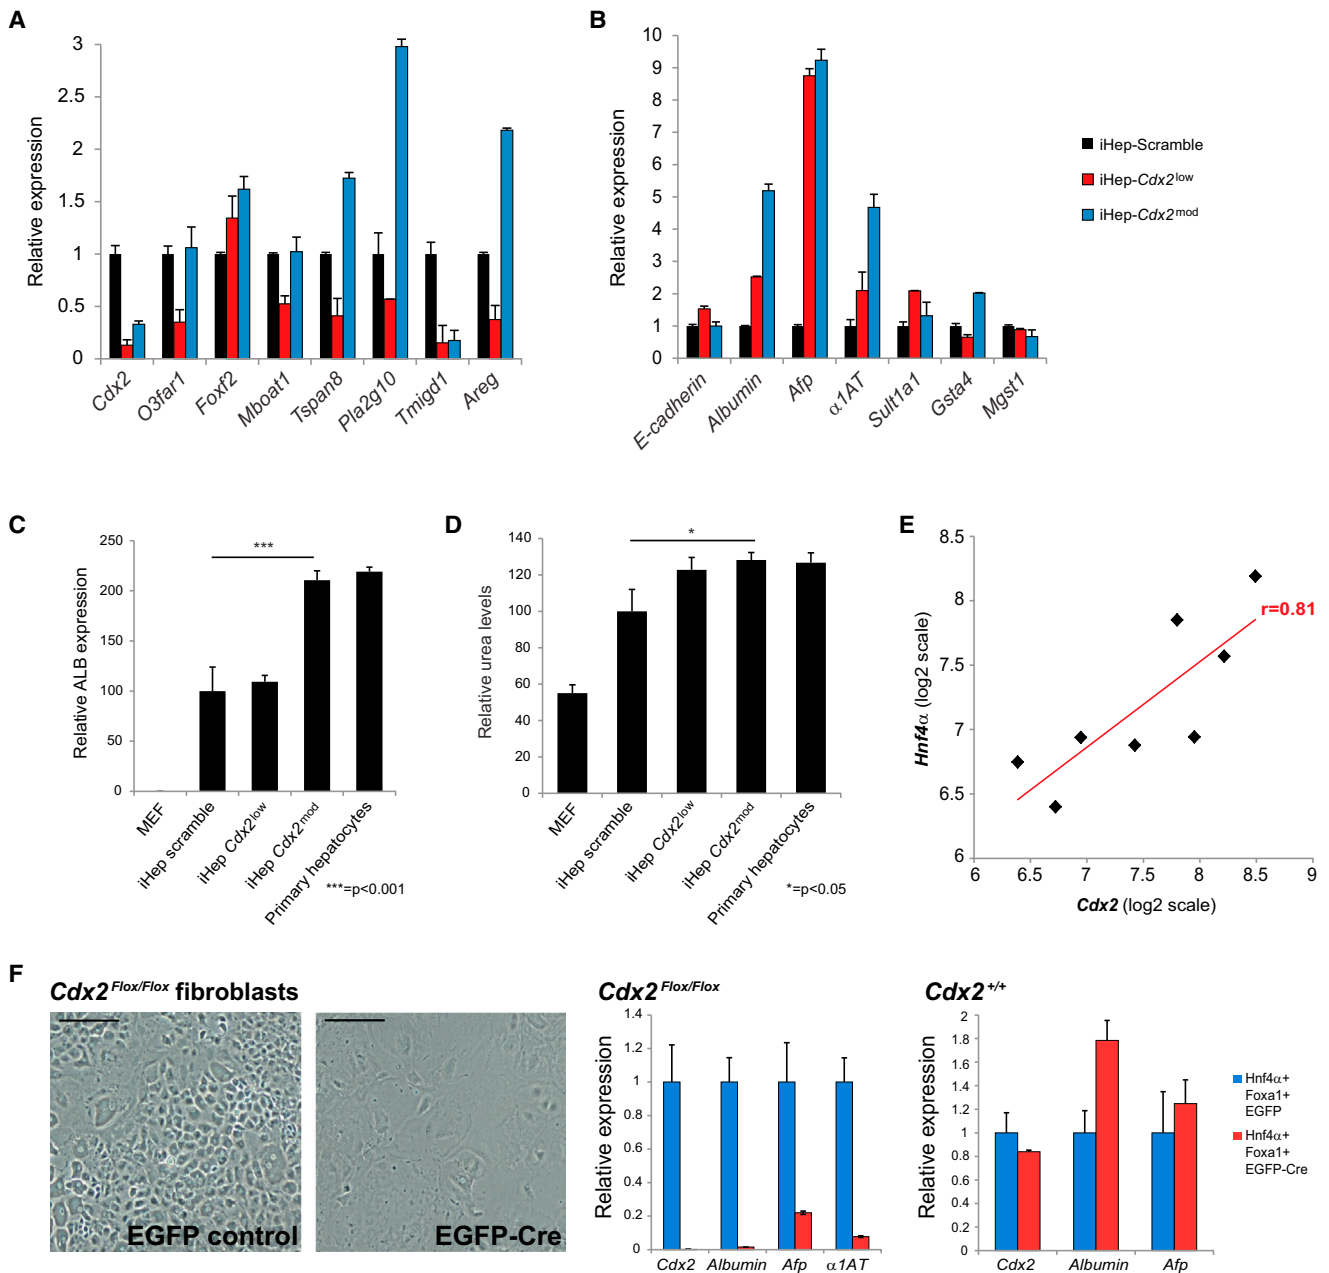 A
Relative expression
3
2.5
2
1.5
1
0.5
0
Cdx2
O3far1
Foxf2
Mboat1
Tspan8
Pla2g10
Tmigd1
Areg
B
Relative expression
10
9
8
7
6
5
4
3
2
1
0
E-cadherin
Albumin
Afp
α1AT
Sult1a1
Gsta4
Mgst1
iHep-Scramble
iHep-Cdx2low
iHep-Cdx2mod
C
Relative ALB expression
250
200
150
100
50
0
***
MEF
iHep scramble
iHep Cdx2low
iHep Cdx2mod
Primary hepatocytes
***=p<0.001
D
Relative urea levels
140
120
100
80
60
40
20
0
*
MEF
iHep scramble
iHep Cdx2low
iHep Cdx2mod
Primary hepatocytes
*=p<0.05
E
Hnf4α (log2 scale)
8.5
8
7.5
7
6.5
6
r=0.81
6 6.5 7 7.5 8 8.5 9
Cdx2 (log2 scale)
F
Cdx2 Flox/Flox fibroblasts
EGFP control
EGFP-Cre
Cdx2 Flox/Flox
Relative expression
1.4
1.2
1
0.8
0.6
0.4
0.2
0
Cdx2 Albumin Afp α1AT
Cdx2 +/+
Relative expression
2
1.8
1.6
1.4
1.2
1
0.8
0.6
0.4
0.2
0
Cdx2 Albumin Afp
Hnf4α+
Foxa1+
EGFP
Hnf4α+
Foxa1+
EGFP-Cre